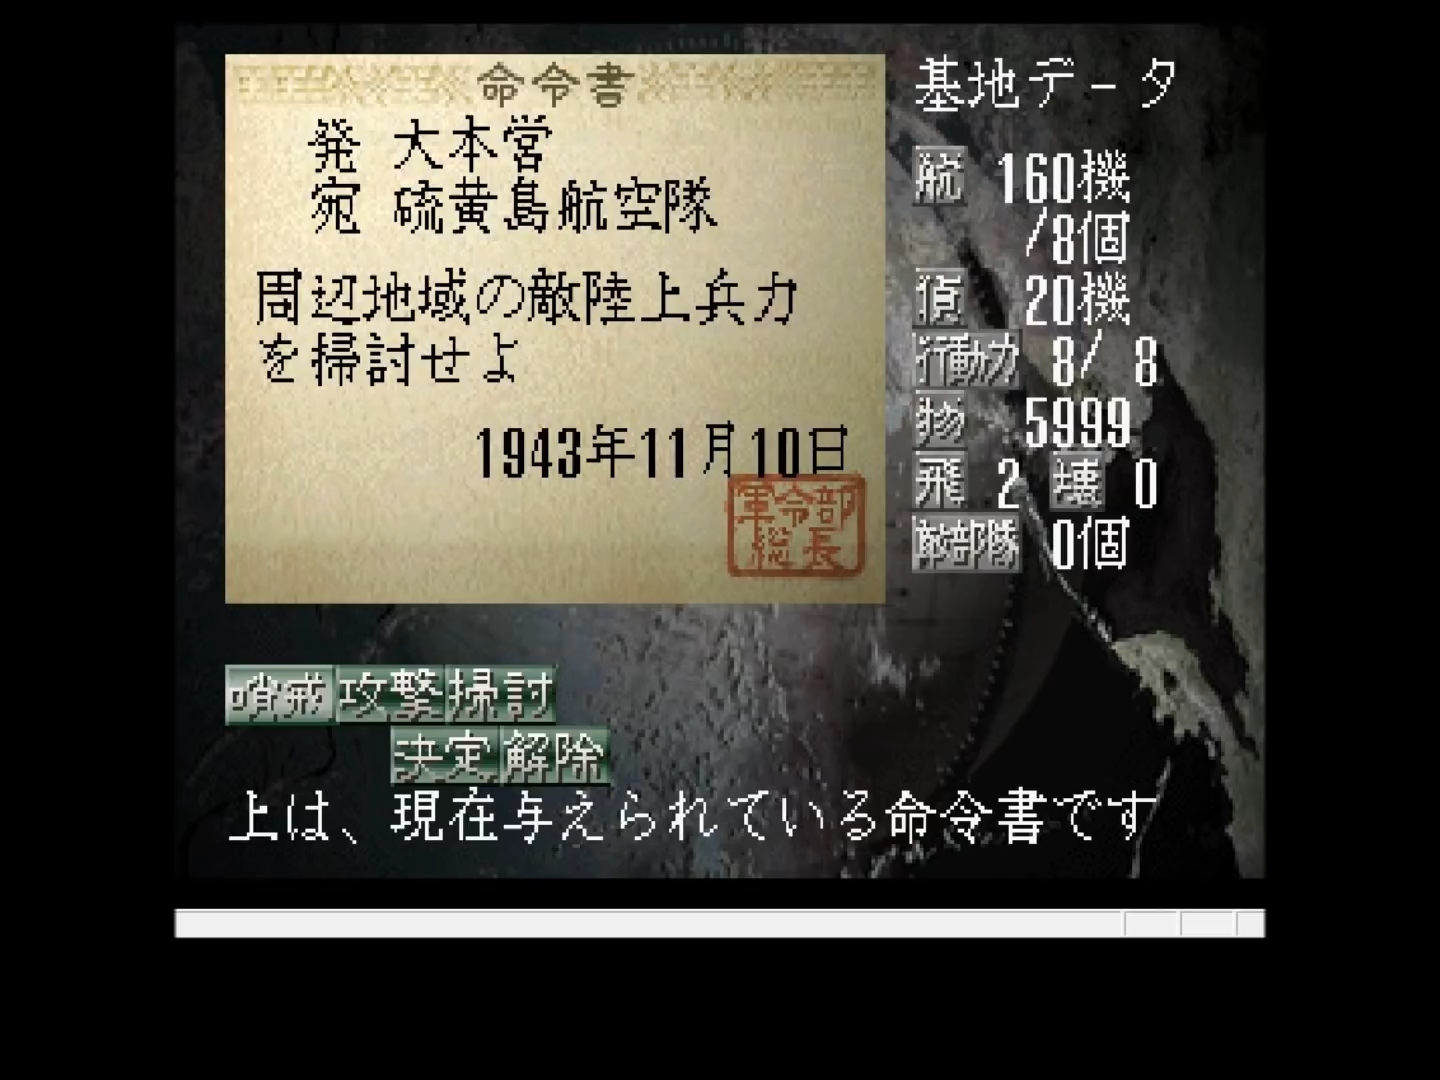 命令書
発 大本営
宛 硫黄島航空隊
周辺地域の敵陸上兵力
を掃討せよ
1943年11月10日
軍令部
総長
基地データ
航 160機
/8個
偵 20機
行動力 8/ 8
物 5999
飛 2 壊 0
敵部隊 0個
哨戒 攻撃 掃討
決定 解除
上は、現在与えられている命令書です